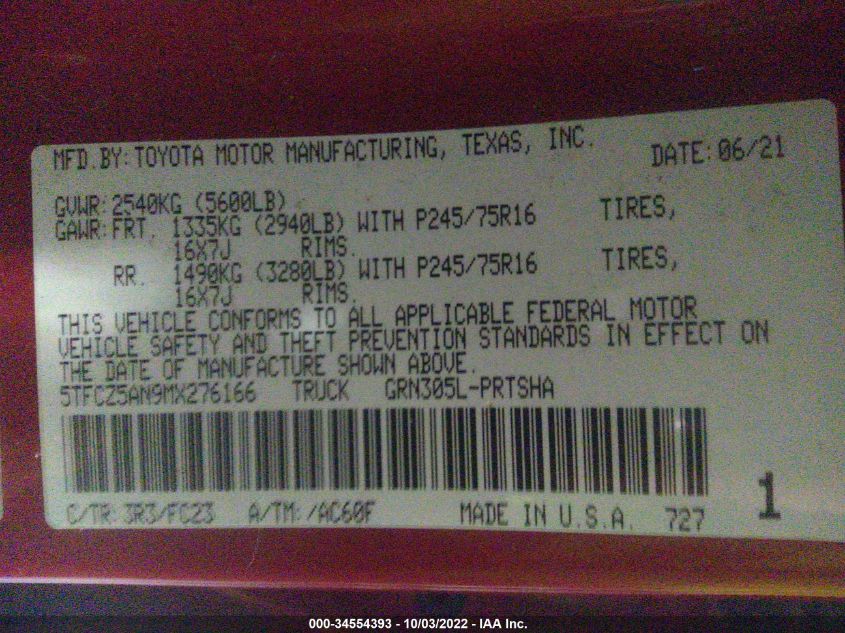 MFD.BY:TOYOTA MOTOR MANUFACTURING, TEXAS, INC. DATE:06/21
GVWR:2540KG (5600LB)
GAWR:FRT. 1335KG (2940LB) WITH P245/75R16 TIRES,
16X7J RIMS.
RR. 1490KG (3280LB) WITH P245/75R16 TIRES,
16X7J RIMS.
THIS VEHICLE CONFORMS TO ALL APPLICABLE FEDERAL MOTOR
VEHICLE SAFETY AND THEFT PREVENTION STANDARDS IN EFFECT ON
THE DATE OF MANUFACTURE SHOWN ABOVE.
5TFCZ5AN9MX276166 TRUCK GRN305L-PRTSHA
C/TR:3R3/FC23 A/TM:/AC60F MADE IN U.S.A. 727
1
000-34554393 - 10/03/2022 - IAA Inc.